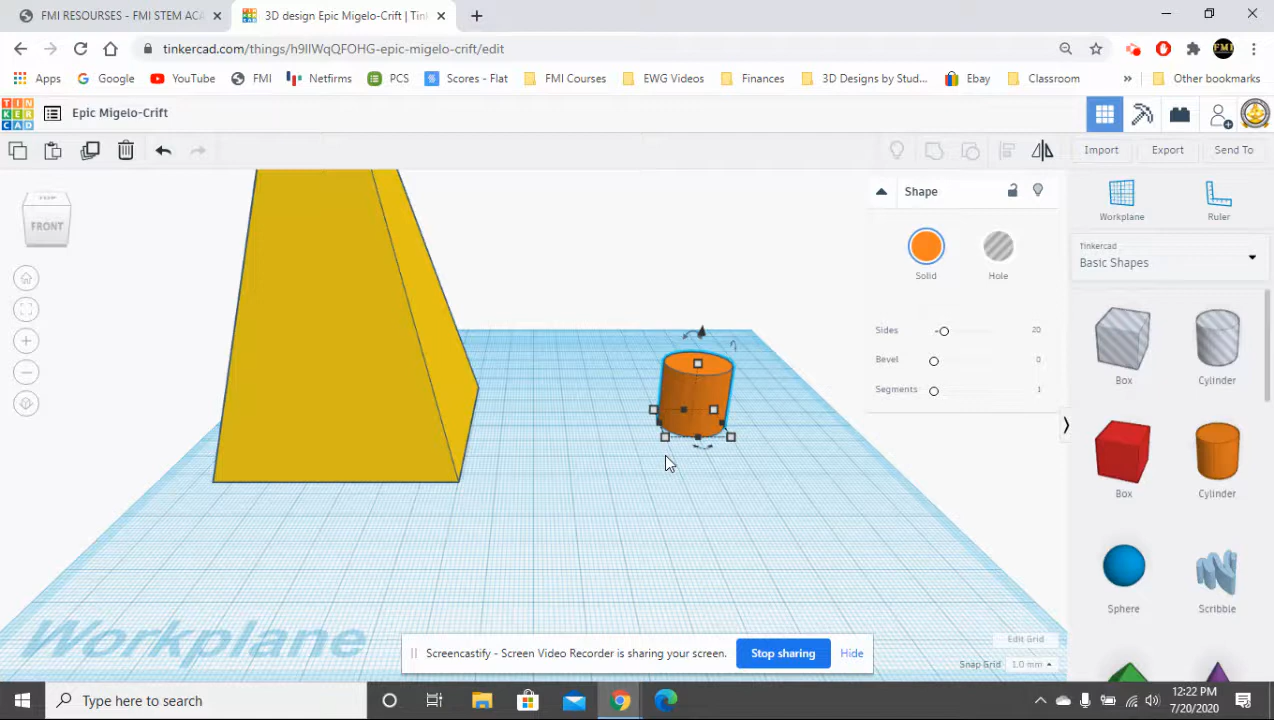 FMI RESOURSES - FMI STEM ACA
3D design Epic Migelo-Crift | Tin
tinkercad.com/things/h9IIWqQFOHG-epic-migelo-crift/edit
Apps
Google
YouTube
FMI
Netfirms
PCS
Scores - Flat
FMI Courses
EWG Videos
Finances
3D Designs by Stud...
Ebay
Classroom
Other bookmarks
TIN
KER
CAD
Epic Migelo-Crift
Import
Export
Send To
TOP
FRONT
Shape
Solid
Hole
Sides
20
Bevel
0
Segments
1
Workplane
Ruler
Tinkercad
Basic Shapes
Box
Cylinder
Box
Cylinder
Sphere
Scribble
Workplane
Edit Grid
Snap Grid
1.0 mm
Screencastify - Screen Video Recorder is sharing your screen.
Stop sharing
Hide
Type here to search
12:22 PM
7/20/2020